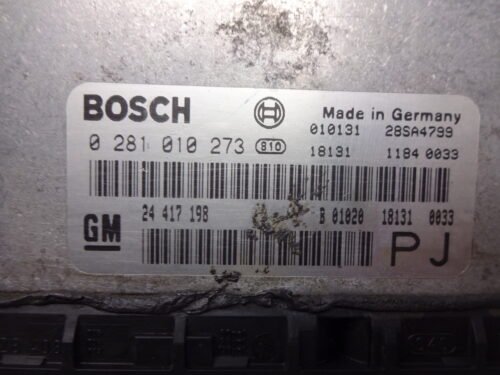 BOSCH Made in Germany
010131 28SA4799
0 281 010 273 B10
18131 1184 0033
24 417 198 B 01020 18131 0033
GM
PJ